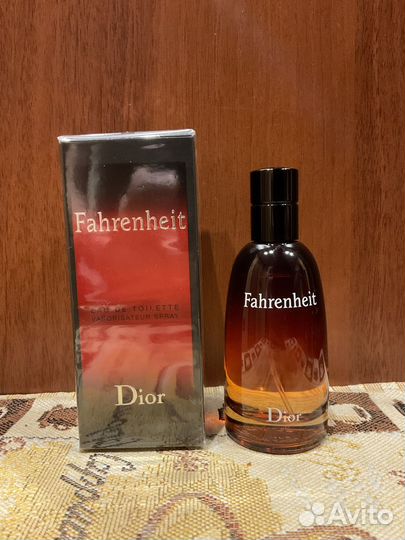 Fahrenheit
EAU DE TOILETTE
VAPORISATEUR SPRAY
Dior
Fahrenheit
Dior
Avito